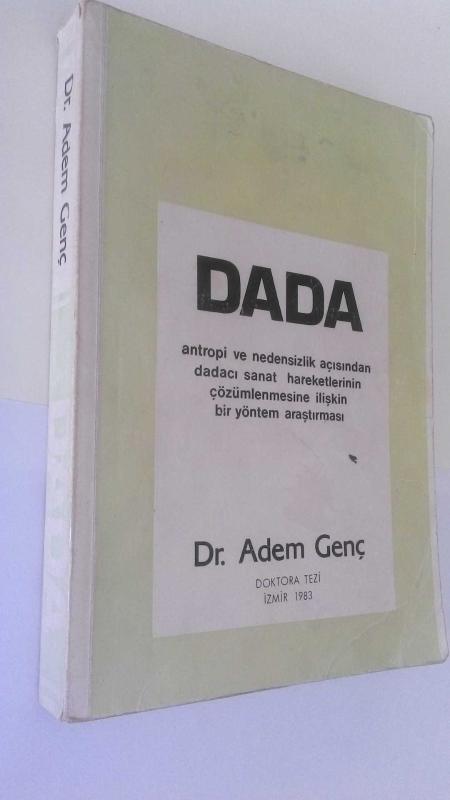 Dr. Adem Genç
DADA
DADA
antropi ve nedensizlik açısından
dadacı sanat hareketlerinin
çözümlenmesine ilişkin
bir yöntem araştırması
Dr. Adem Genç
DOKTORA TEZİ
İZMİR 1983